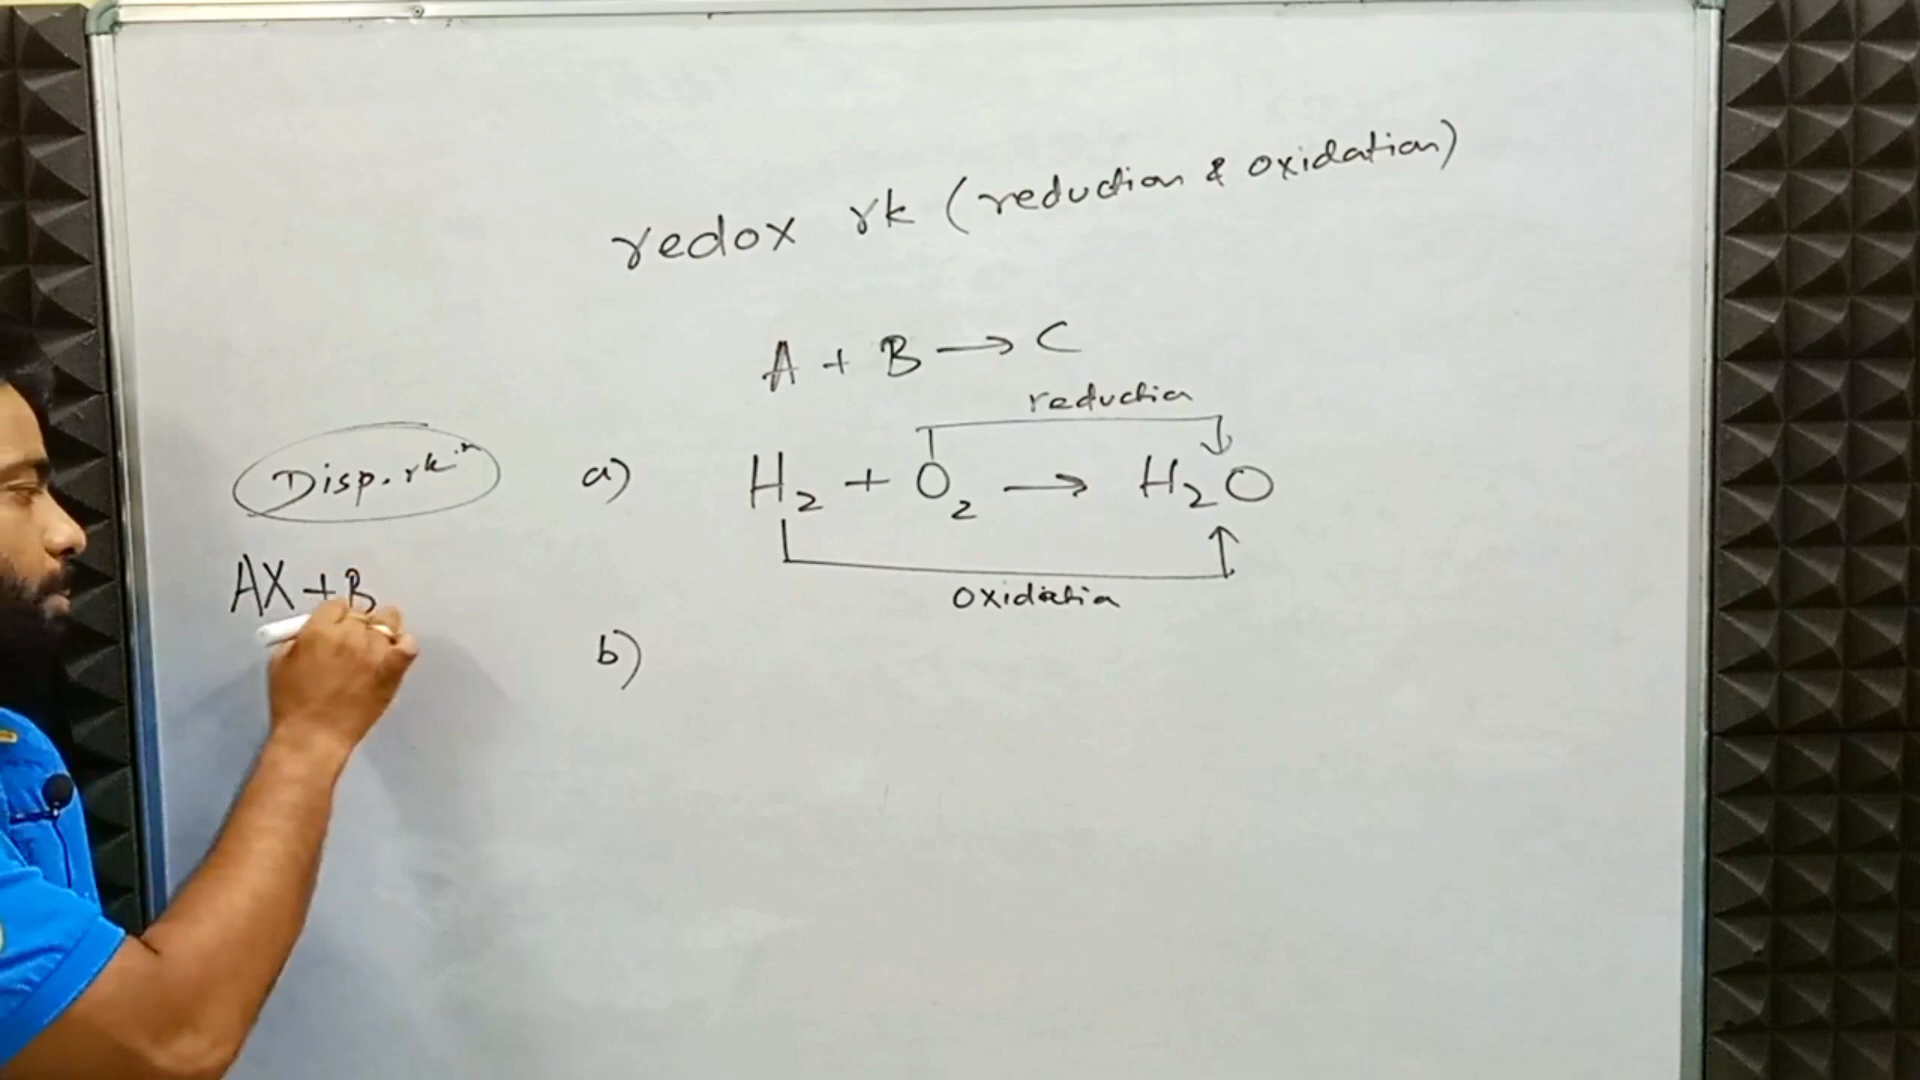 redox rk (reduction & oxidation)
A + B → C
reduction
Disp. rkn
a) H₂ + O₂ → H₂O
AX + B
oxidation
b)